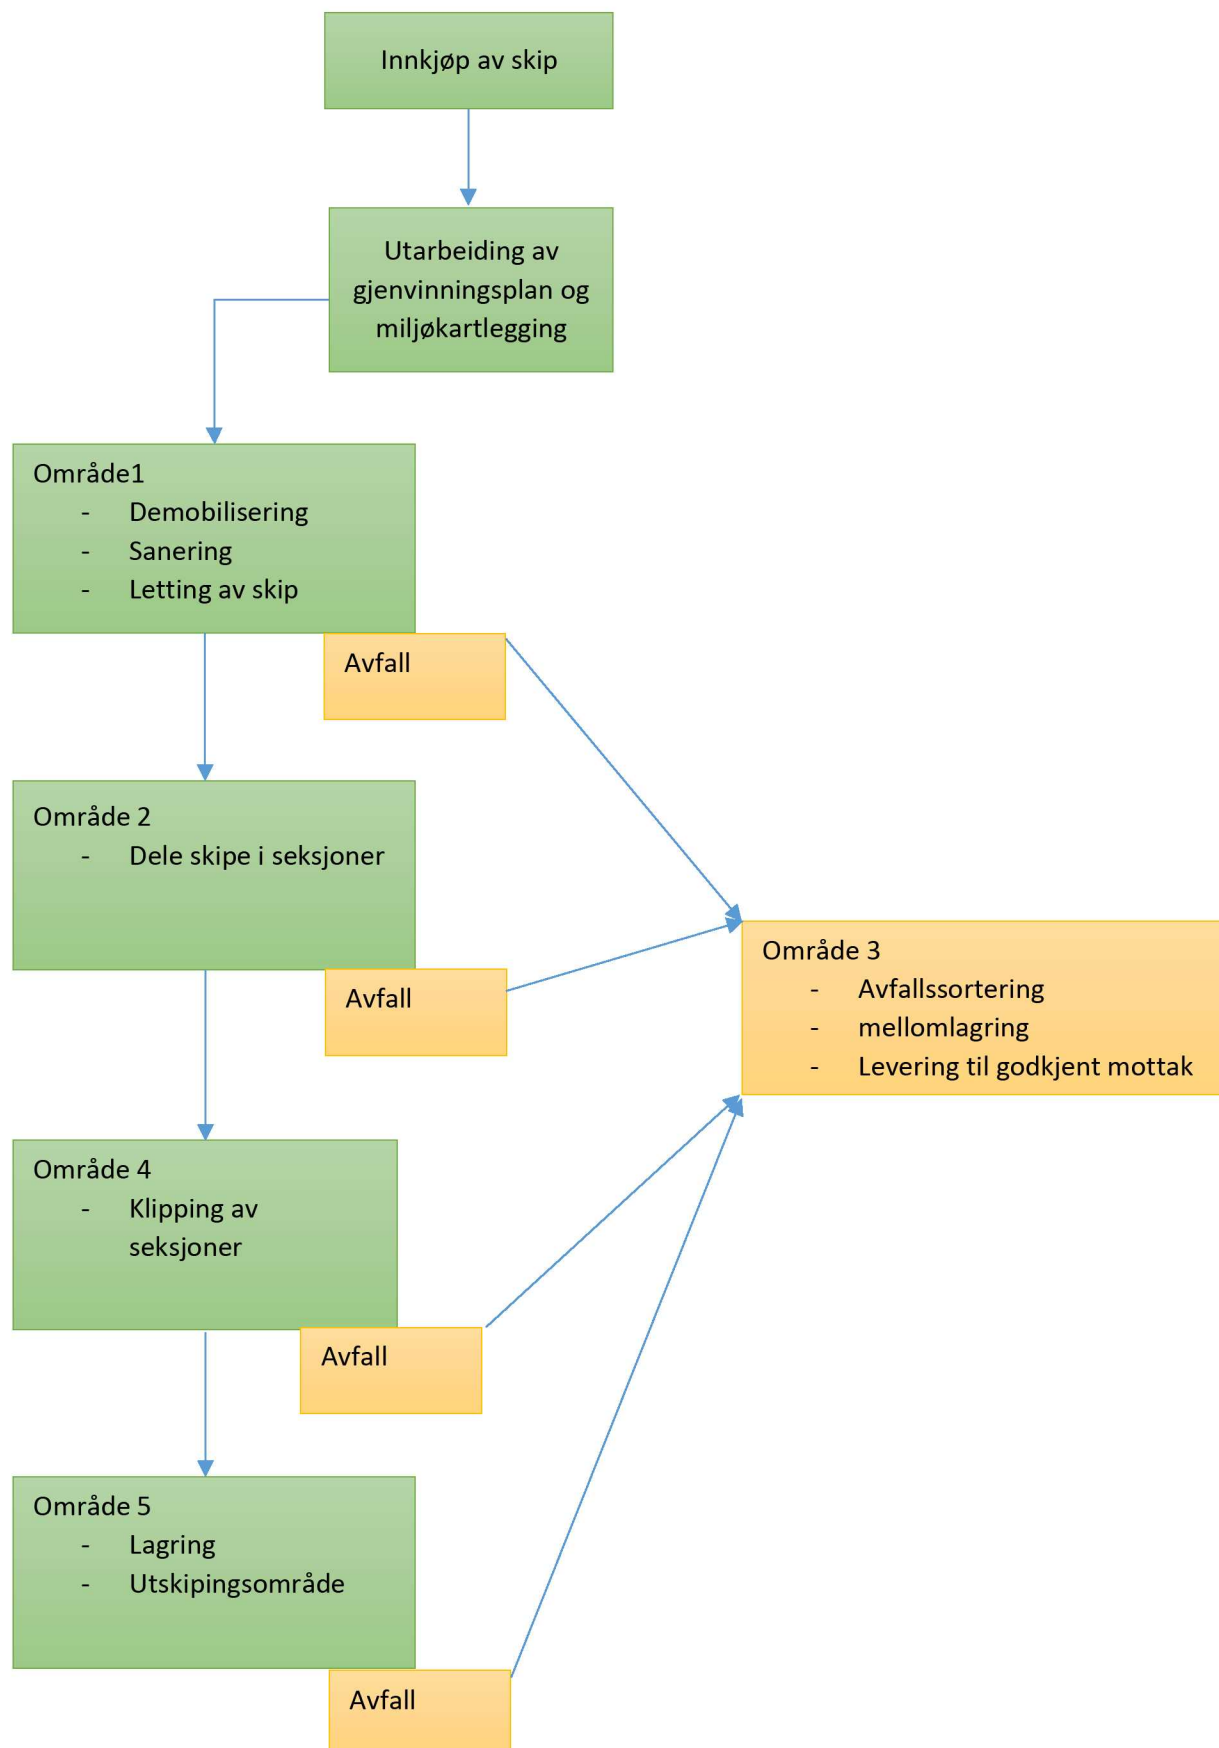 Innkjøp av skip
Utarbeiding av
gjenvinningsplan og
miljøkartlegging
Område1
- Demobilisering
- Sanering
- Letting av skip
Avfall
Område 2
- Dele skipe i seksjoner
Avfall
Område 3
- Avfallssortering
- mellomlagring
- Levering til godkjent mottak
Område 4
- Klipping av
seksjoner
Avfall
Område 5
- Lagring
- Utskipingsområde
Avfall